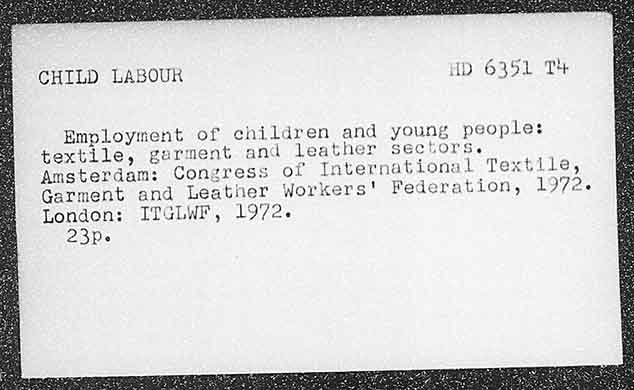 CHILD LABOUR HD 6351 T4
Employment of children and young people:
textile, garment and leather sectors.
Amsterdam: Congress of International Textile,
Garment and Leather Workers' Federation, 1972.
London: ITGLWF, 1972.
23p.